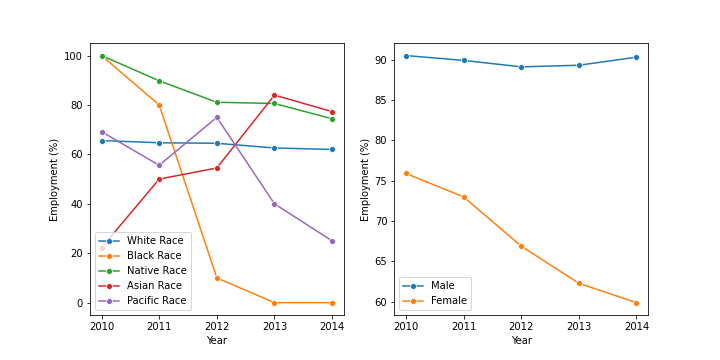 100
80
60
40
20
0
Employment (%)
2010 2011 2012 2013 2014
Year
White Race
Black Race
Native Race
Asian Race
Pacific Race
90
85
80
75
70
65
60
Employment (%)
2010 2011 2012 2013 2014
Year
Male
Female